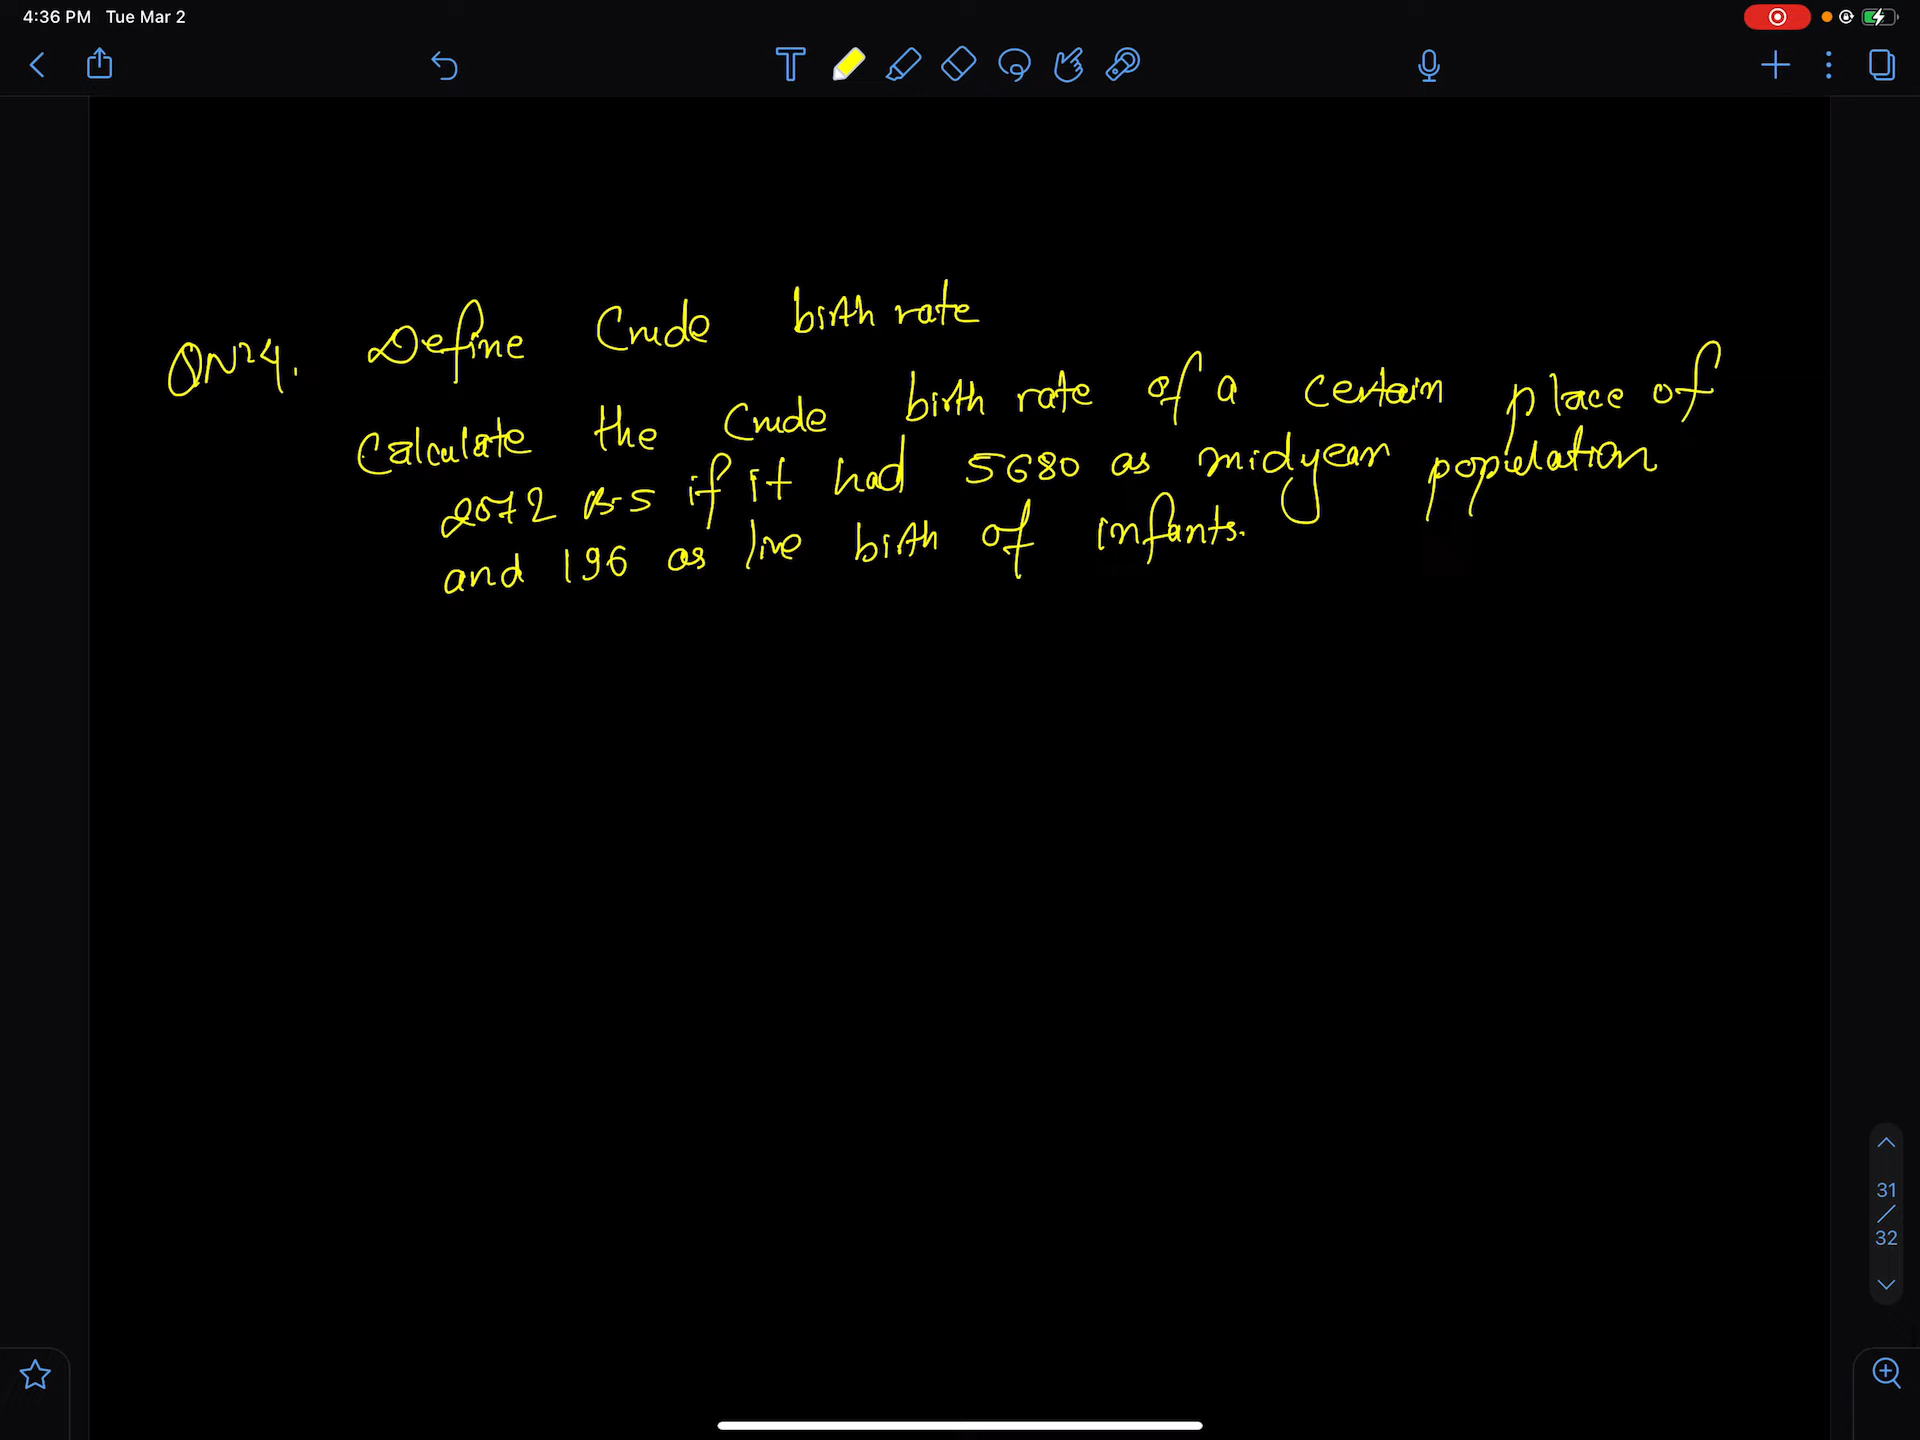 4:36 PM Tue Mar 2
QN24. Define Crude birth rate
Calculate the Crude birth rate of a certain place of
2072 B.S if it had 5680 as midyear population
and 196 as live birth of infants.
31
/
32